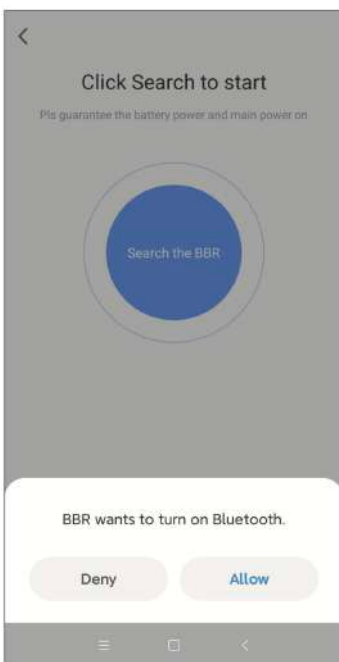 Click Search to start
Pls guarantee the battery power and main power on
Search the BBR
BBR wants to turn on Bluetooth.
Deny
Allow